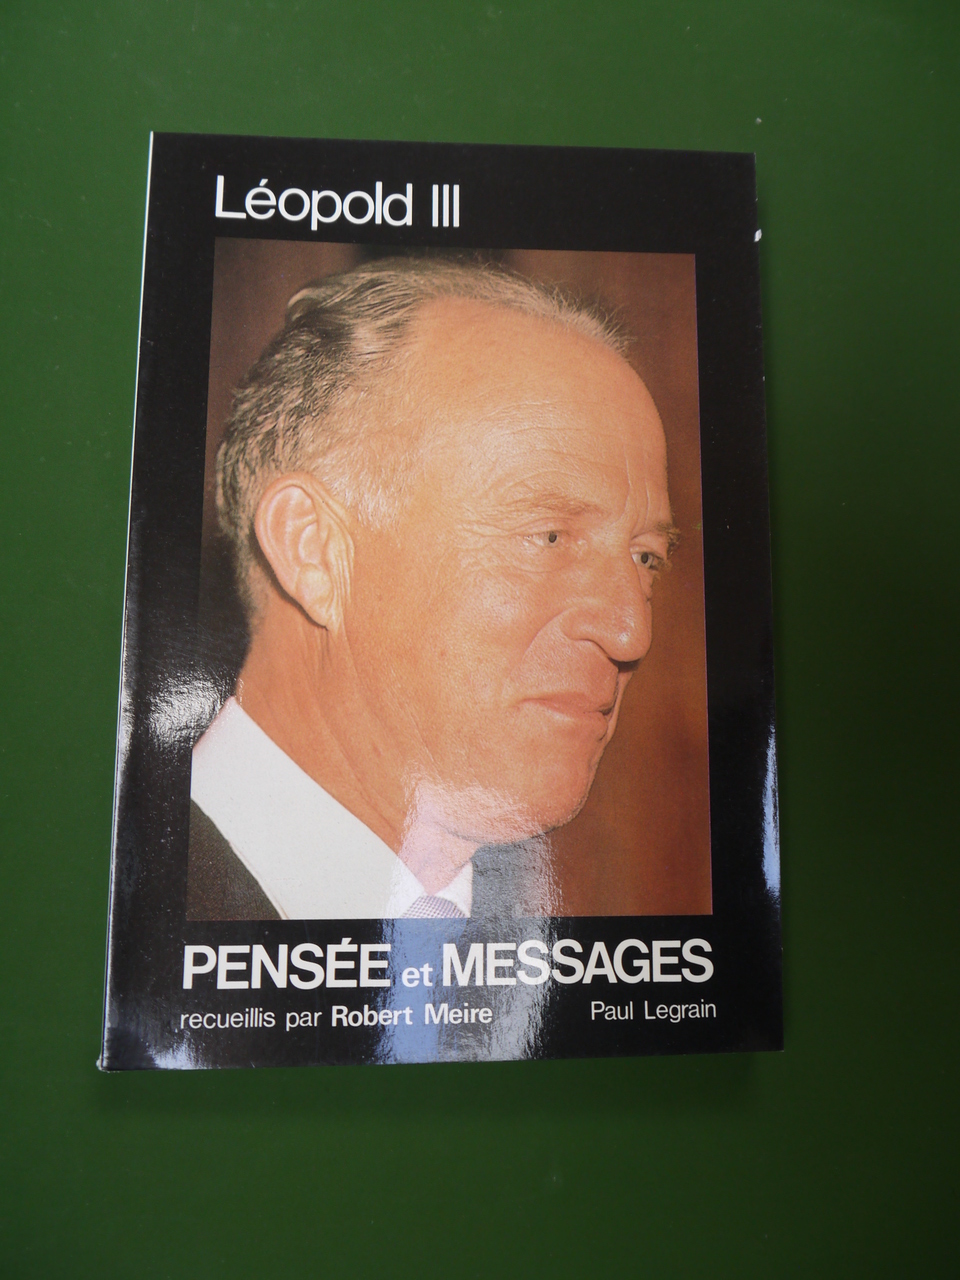 Léopold III
PENSÉE et MESSAGES
recueillis par Robert Meire
Paul Legrain